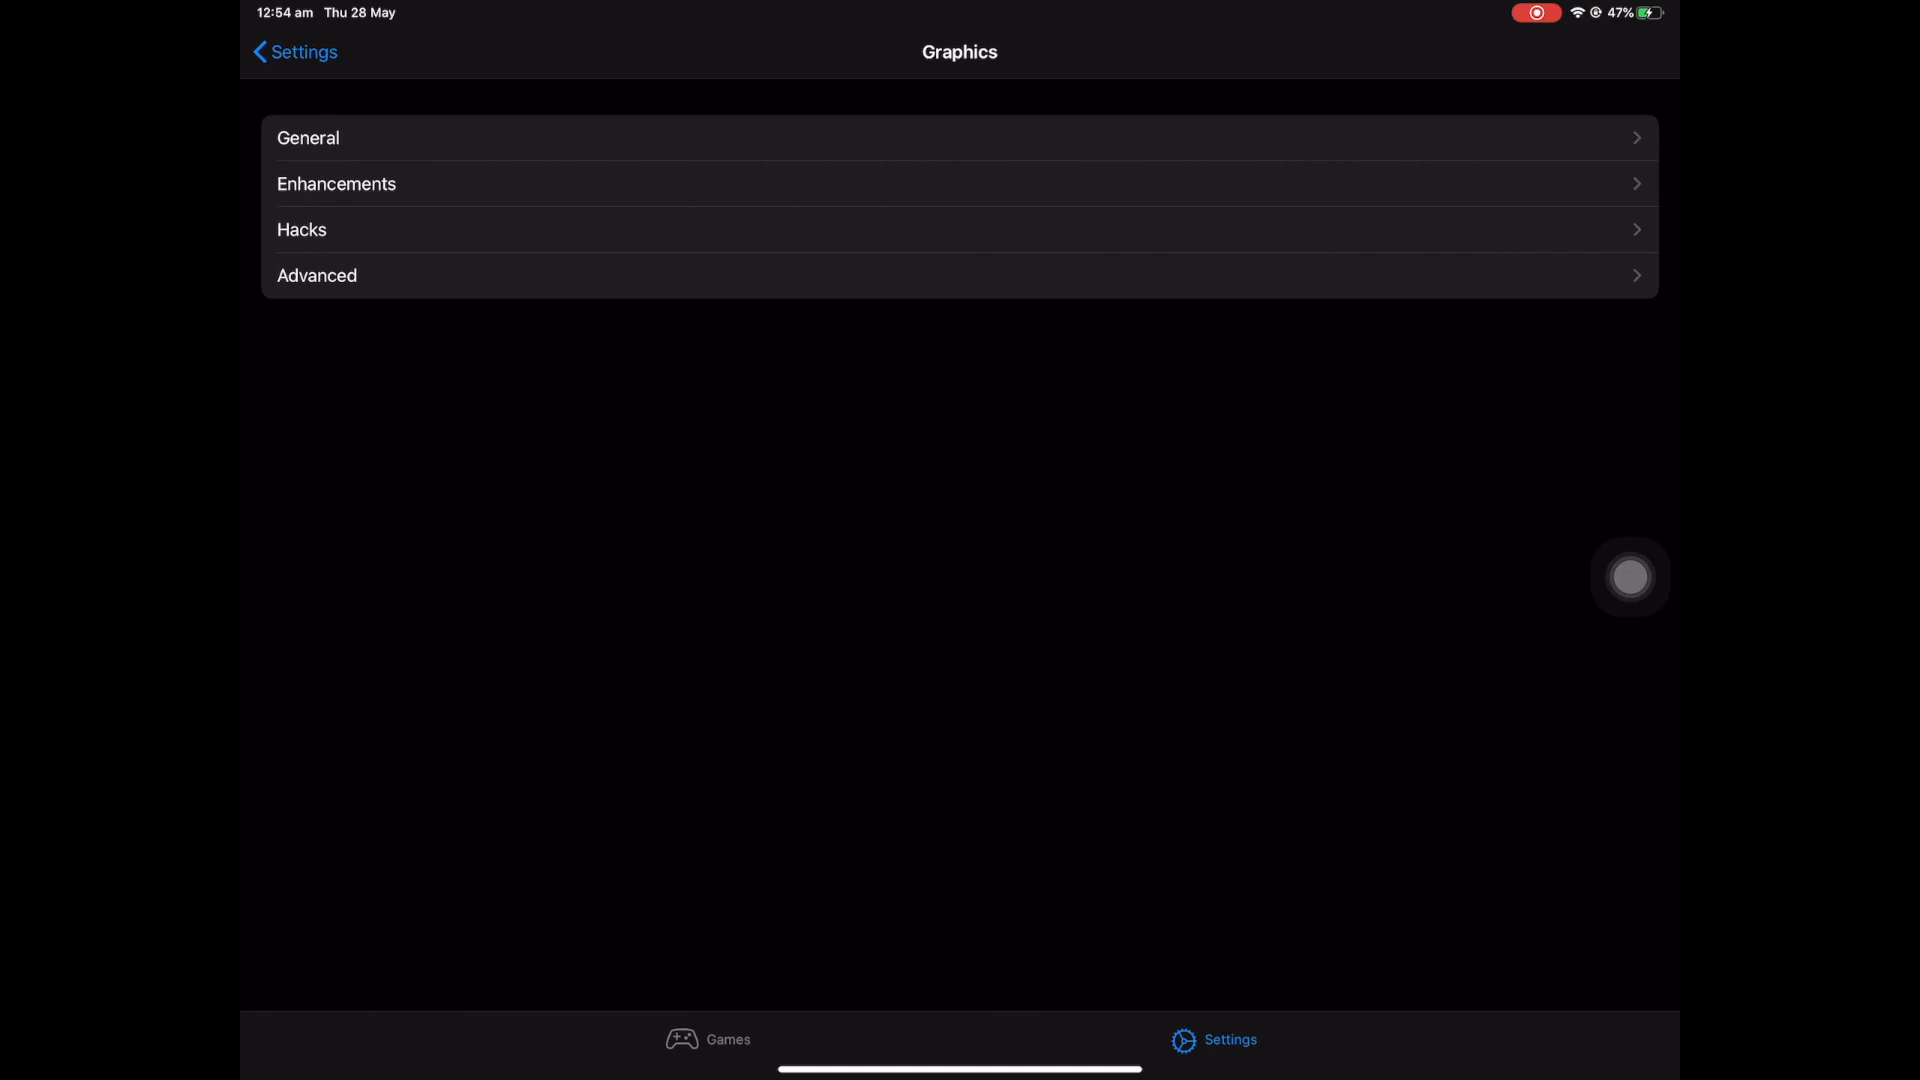 12:54 am Thu 28 May
47%
Settings
Graphics
General
Enhancements
Hacks
Advanced
Games
Settings